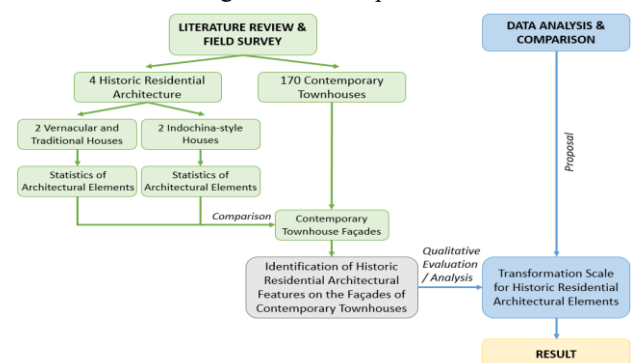 LITERATURE REVIEW &
FIELD SURVEY
DATA ANALYSIS &
COMPARISON
4 Historic Residential
Architecture
170 Contemporary
Townhouses
2 Vernacular and
Traditional Houses
2 Indochina-style
Houses
Statistics of
Architectural Elements
Statistics of
Architectural Elements
Proposal
Comparison
Contemporary
Townhouse Façades
Identification of Historic
Residential Architectural
Features on the Façades of
Contemporary Townhouses
Qualitative
Evaluation
/ Analysis
Transformation Scale
for Historic Residential
Architectural Elements
RESULT